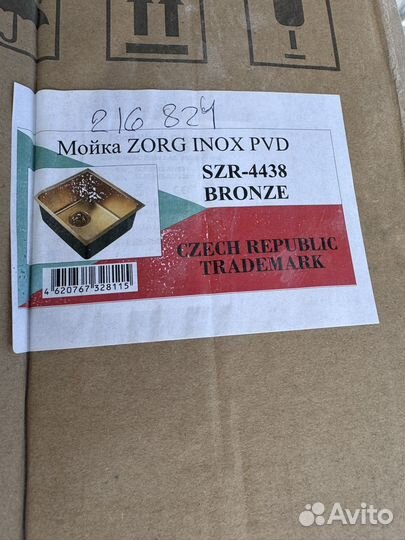 216 824
Мойка ZORG INOX PVD
SZR-4438
BRONZE
CZECH REPUBLIC
TRADEMARK
4 620767 328115
Avito